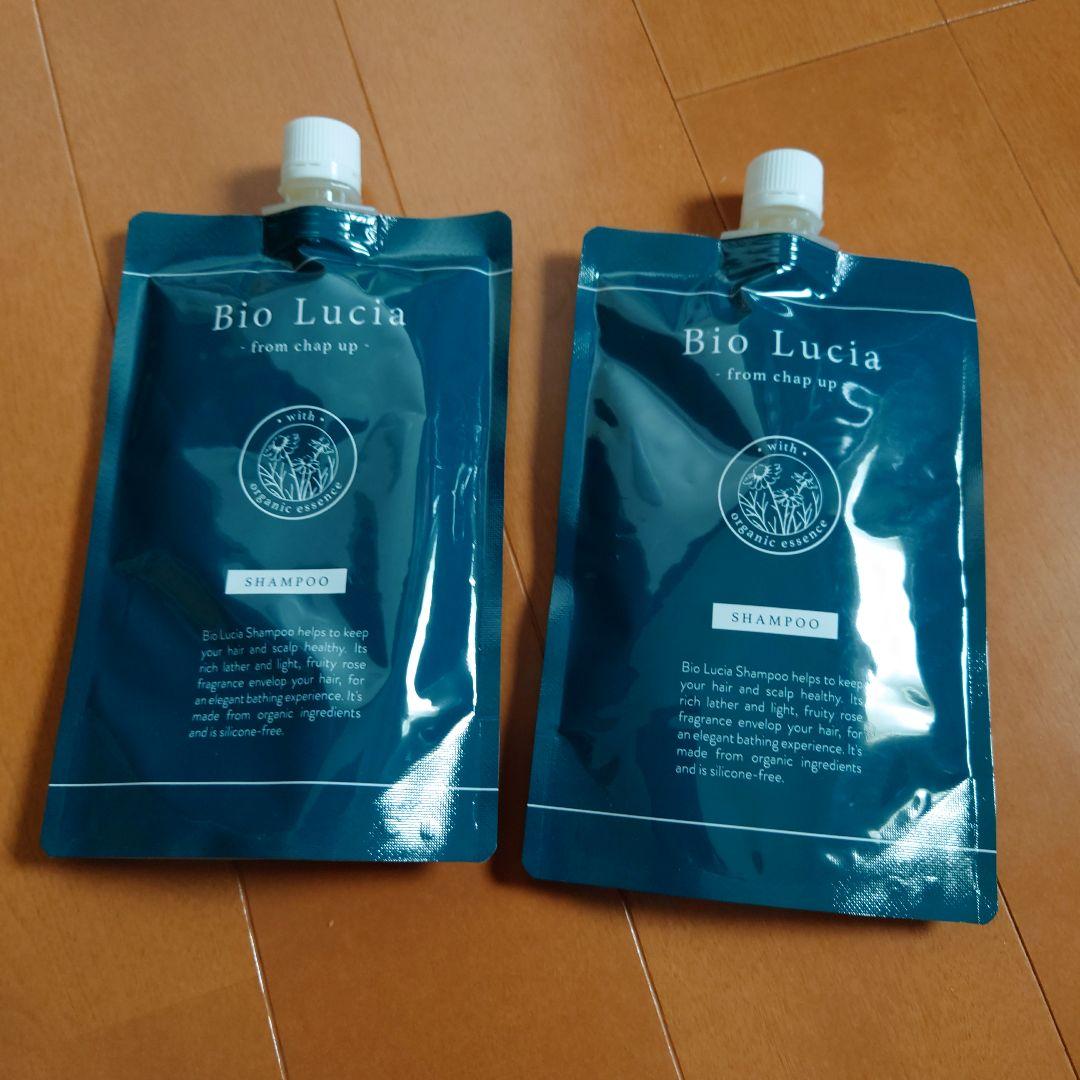 Bio Lucia
- from chap up -
• with •
organic essence
SHAMPOO
Bio Lucia Shampoo helps to keep
your hair and scalp healthy. Its
rich lather and light, fruity rose
fragrance envelop your hair, for
an elegant bathing experience. It's
made from organic ingredients
and is silicone-free.
Bio Lucia
- from chap up
• with •
organic essence
SHAMPOO
Bio Lucia Shampoo helps to keep
your hair and scalp healthy. Its
rich lather and light, fruity rose
fragrance envelop your hair, for
an elegant bathing experience. It's
made from organic ingredients
and is silicone-free.